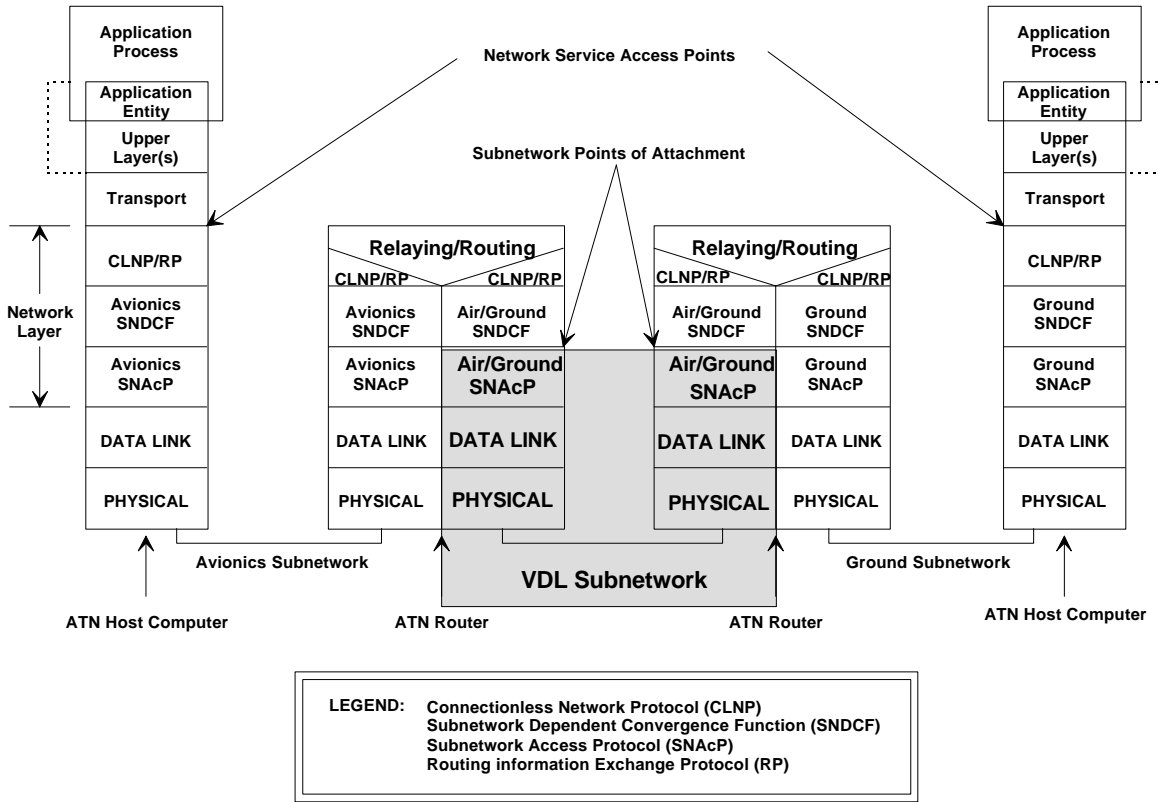 Application
Process
Application
Entity
Upper
Layer(s)
Transport
CLNP/RP
Avionics
SNDCF
Avionics
SNAcP
DATA LINK
PHYSICAL
Network
Layer
Network Service Access Points
Subnetwork Points of Attachment
Relaying/Routing
CLNP/RP
CLNP/RP
Avionics
SNDCF
Air/Ground
SNDCF
Avionics
SNAcP
Air/Ground
SNAcP
DATA LINK
DATA LINK
PHYSICAL
PHYSICAL
Relaying/Routing
CLNP/RP
CLNP/RP
Air/Ground
SNDCF
Ground
SNDCF
Air/Ground
SNAcP
Ground
SNAcP
DATA LINK
DATA LINK
PHYSICAL
PHYSICAL
Application
Process
Application
Entity
Upper
Layer(s)
Transport
CLNP/RP
Ground
SNDCF
Ground
SNAcP
DATA LINK
PHYSICAL
Avionics Subnetwork
VDL Subnetwork
Ground Subnetwork
ATN Host Computer
ATN Router
ATN Router
ATN Host Computer
LEGEND: Connectionless Network Protocol (CLNP)
Subnetwork Dependent Convergence Function (SNDCF)
Subnetwork Access Protocol (SNAcP)
Routing information Exchange Protocol (RP)